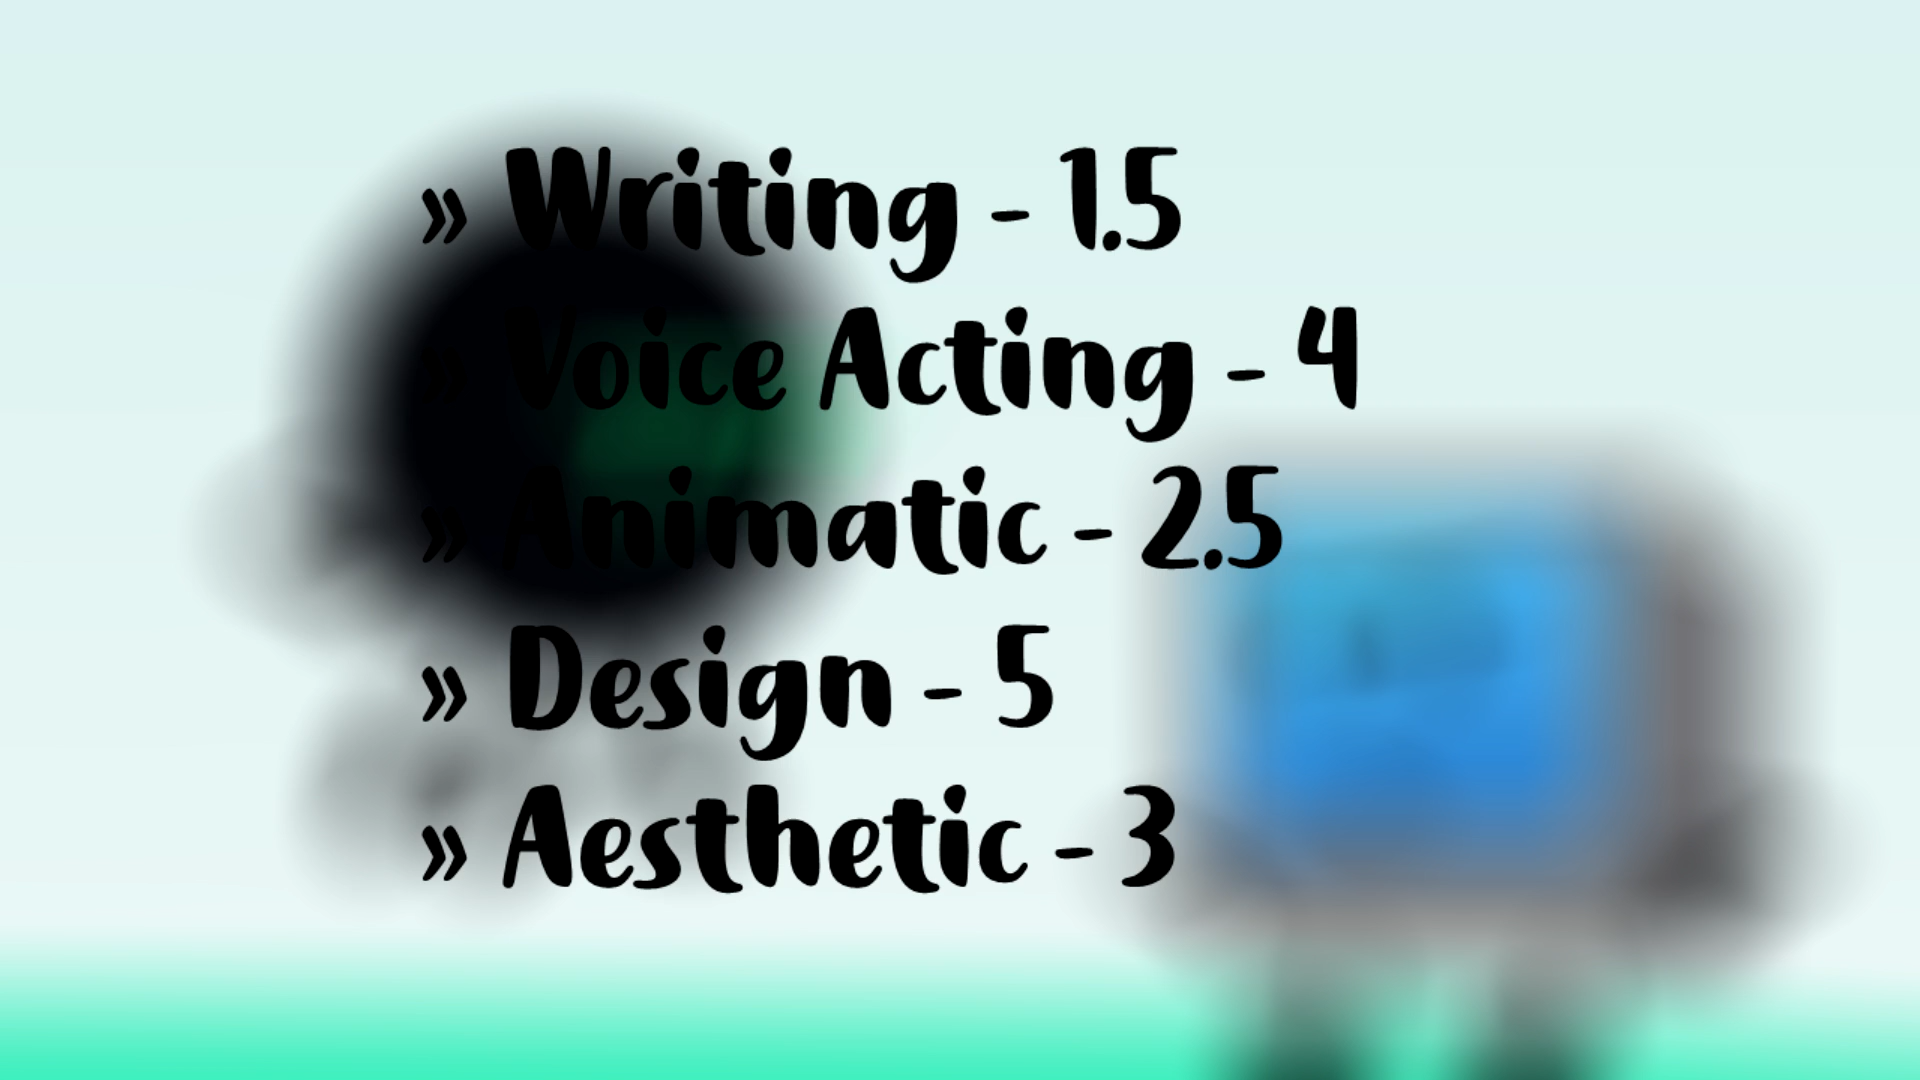 » Writing - 1.5
» Voice Acting - 4
» Animatic - 2.5
» Design - 5
» Aesthetic - 3